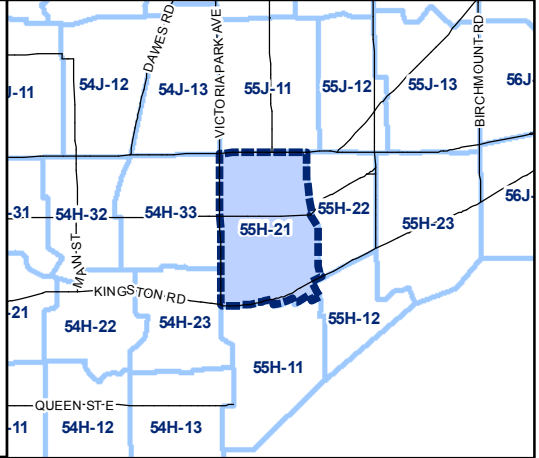 DAWES RD
VICTORIA PARK AVE
BIRCHMOUNT RD
J-11
54J-12
54J-13
55J-11
55J-12
55J-13
56J-
-31
54H-32
54H-33
55H-21
55H-22
55H-23
56J-
MAIN ST
KINGSTON RD
-21
54H-22
54H-23
55H-12
55H-11
QUEEN ST E
-11
54H-12
54H-13